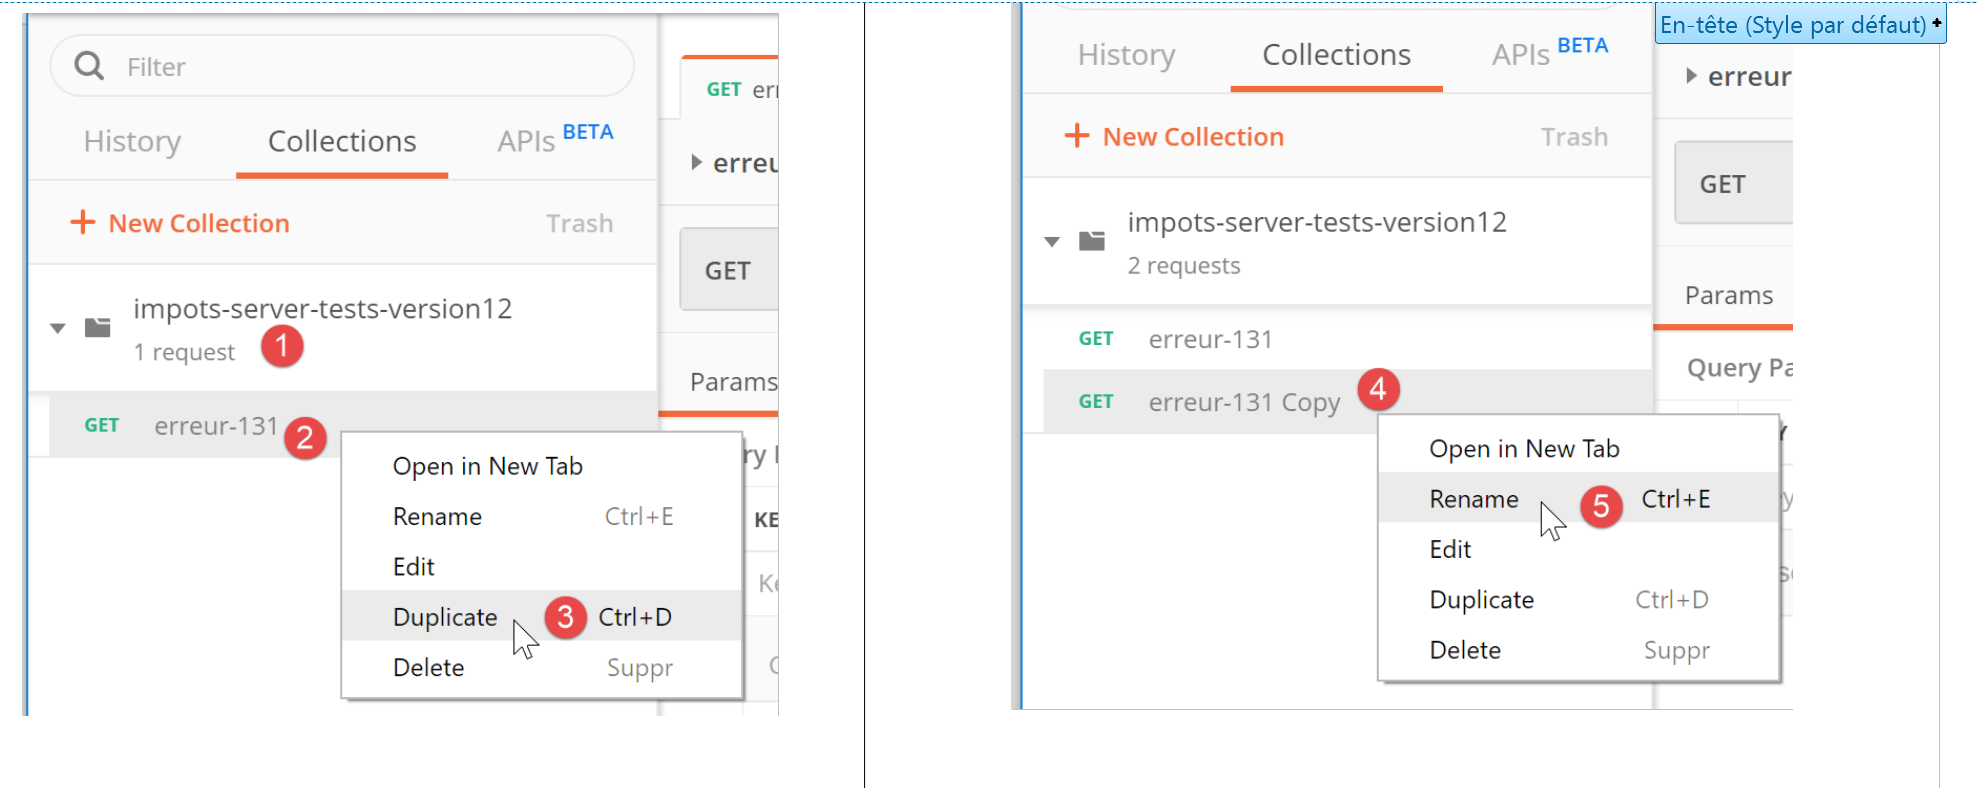 Filter
GET err
History Collections APIs BETA
erreu
+ New Collection Trash
GET
impots-server-tests-version12
1 request 1
Params
GET erreur-131 2
Open in New Tab
Rename Ctrl+E
KE
Edit
Ke
Duplicate 3 Ctrl+D
Delete Suppr
En-tête (Style par défaut) +
History Collections APIs BETA
erreur
+ New Collection Trash
GET
impots-server-tests-version12
2 requests
Params
GET erreur-131
Query Pa
GET erreur-131 Copy 4
Open in New Tab
Rename 5 Ctrl+E
Edit
Duplicate Ctrl+D
Delete Suppr